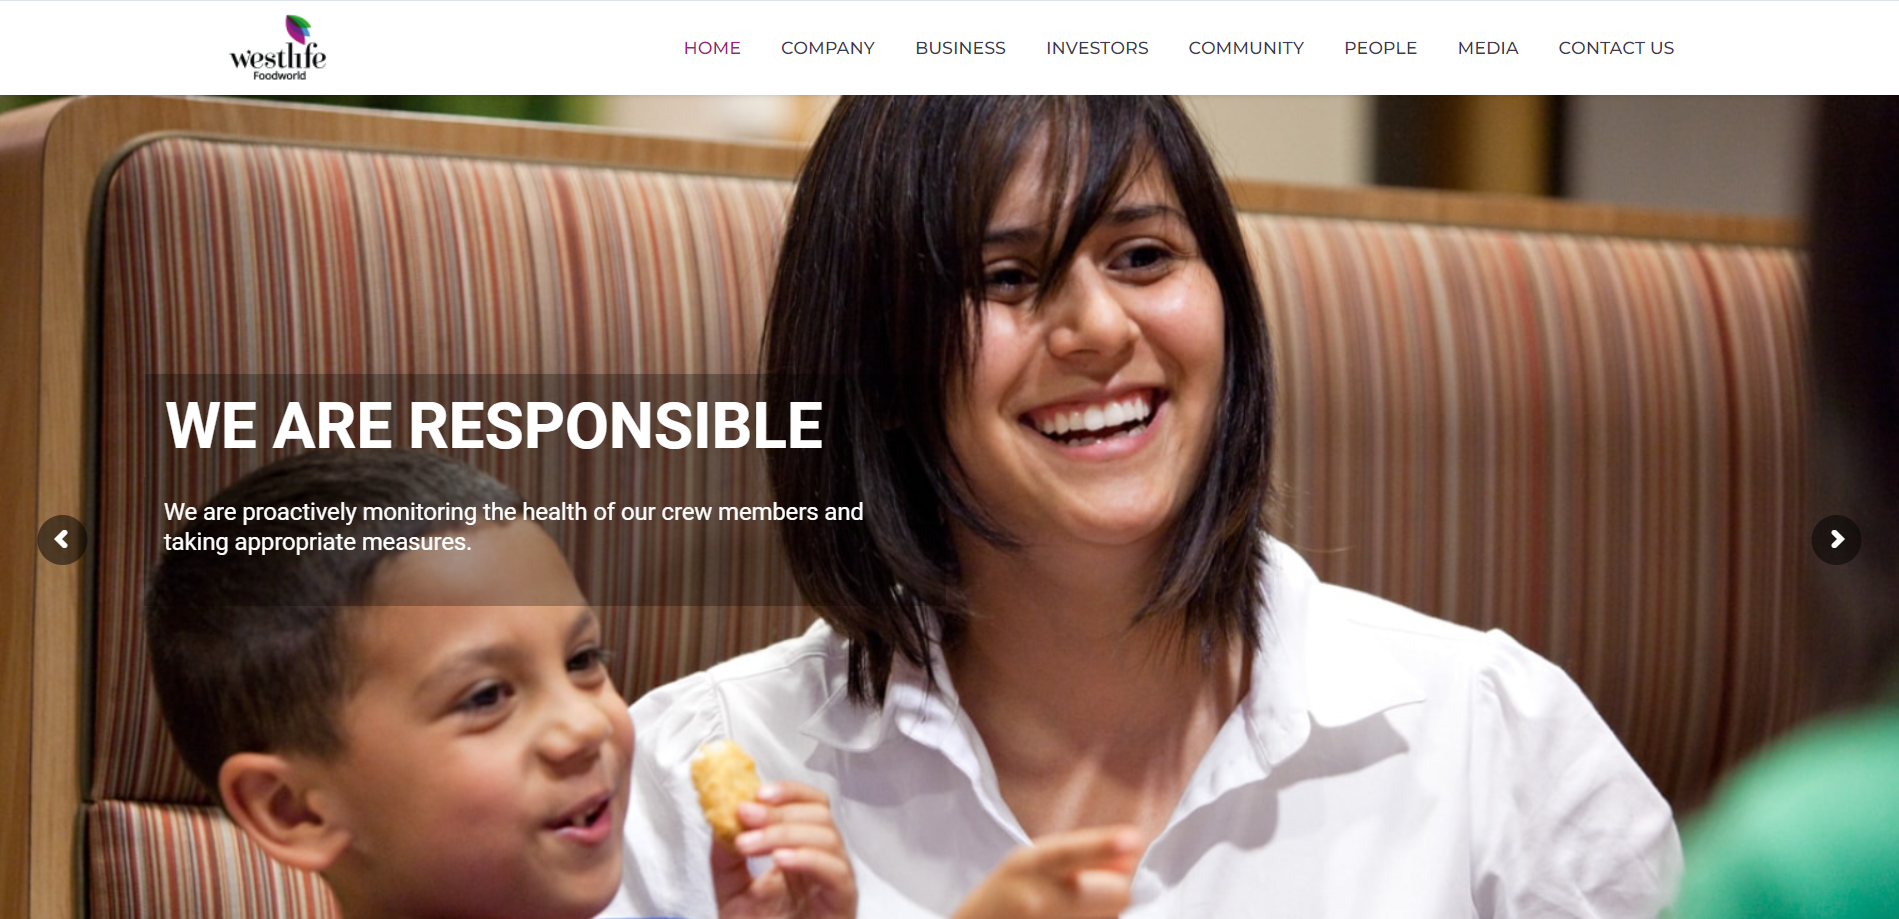 westlife
Foodworld
HOME COMPANY BUSINESS INVESTORS COMMUNITY PEOPLE MEDIA CONTACT US
WE ARE RESPONSIBLE
We are proactively monitoring the health of our crew members and
taking appropriate measures.